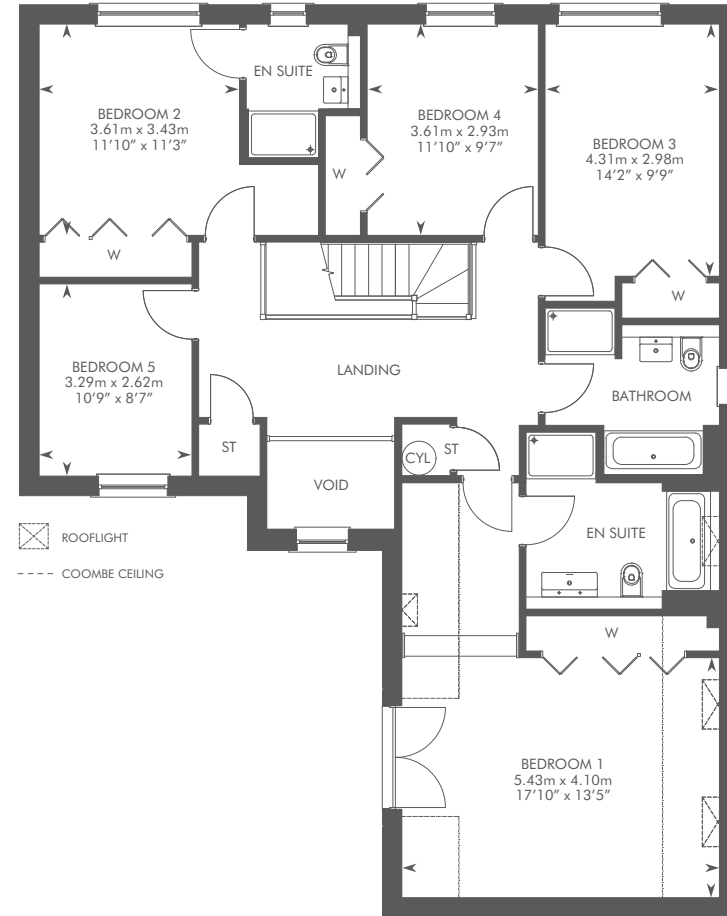 EN SUITE
BEDROOM 2
3.61m x 3.43m
11’10” x 11’3”
BEDROOM 4
3.61m x 2.93m
11’10” x 9’7”
BEDROOM 3
4.31m x 2.98m
14’2” x 9’9”
W
W
W
BEDROOM 5
3.29m x 2.62m
10’9” x 8’7”
LANDING
BATHROOM
ST
CYL
ST
VOID
EN SUITE
ROOFLIGHT
COOMBE CEILING
W
BEDROOM 1
5.43m x 4.10m
17’10” x 13’5”